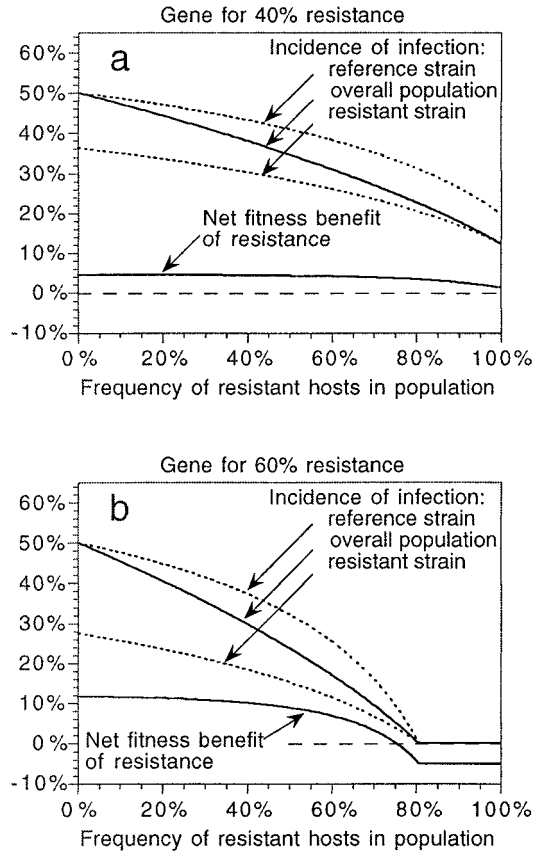 Gene for 40% resistance
a
Incidence of infection:
reference strain
overall population
resistant strain
Net fitness benefit
of resistance
60%
50%
40%
30%
20%
10%
0%
-10%
0% 20% 40% 60% 80% 100%
Frequency of resistant hosts in population
Gene for 60% resistance
b
Incidence of infection:
reference strain
overall population
resistant strain
Net fitness benefit
of resistance
60%
50%
40%
30%
20%
10%
0%
-10%
0% 20% 40% 60% 80% 100%
Frequency of resistant hosts in population